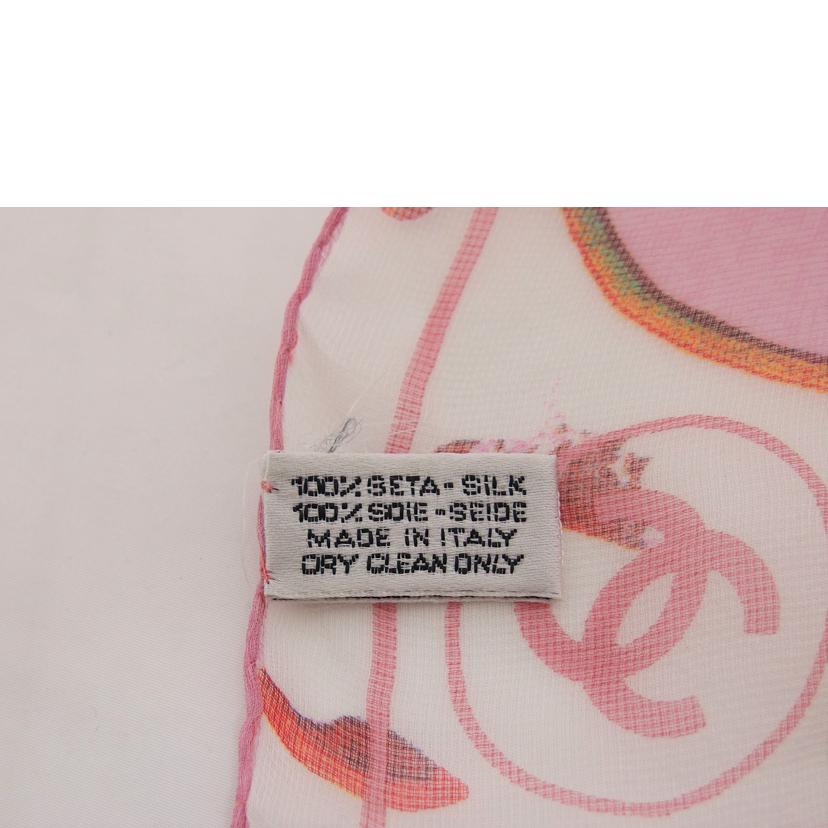 100% SETA - SILK
100% SOIE - SEIDE
MADE IN ITALY
DRY CLEAN ONLY